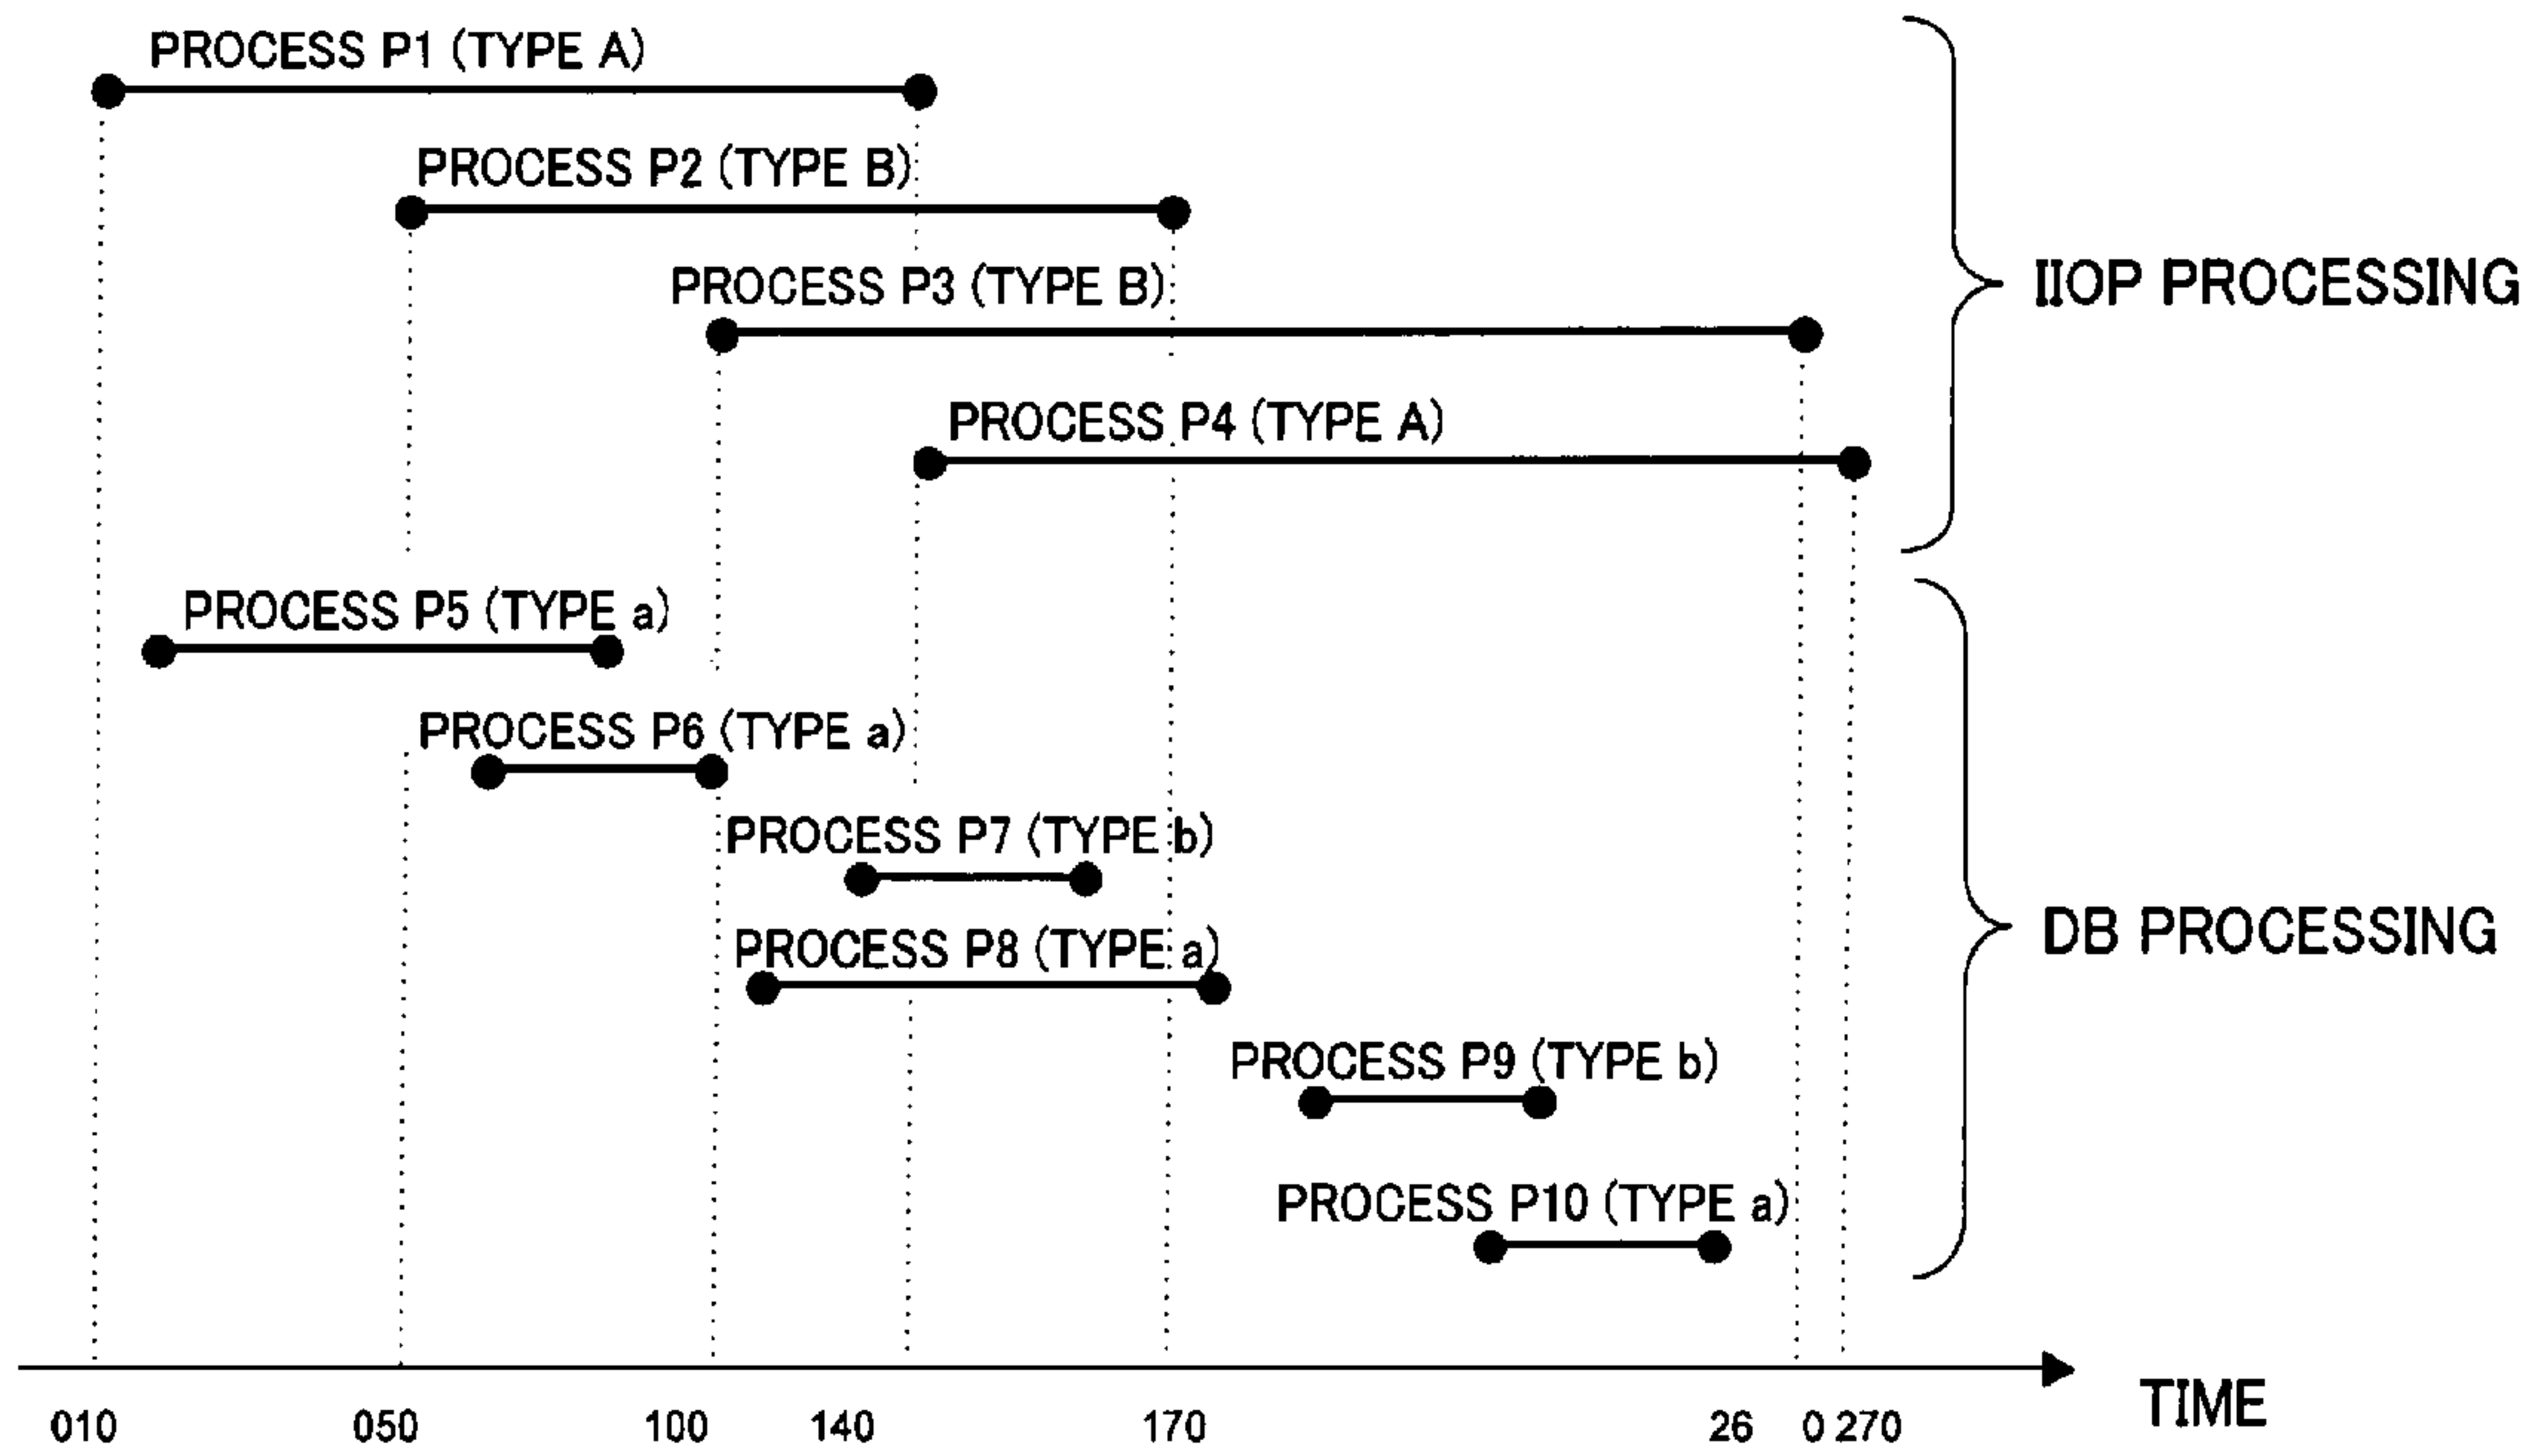 PROCESS P1 (TYPE A)
PROCESS P2 (TYPE B)
PROCESS P3 (TYPE B)
IIOP PROCESSING
PROCESS P4 (TYPE A)
PROCESS P5 (TYPE a)
PROCESS P6 (TYPE a)
PROCESS P7 (TYPE b)
PROCESS P8 (TYPE a)
DB PROCESSING
PROCESS P9 (TYPE b)
PROCESS P10 (TYPE a)
TIME
010 050 100 140 170 26 0 270